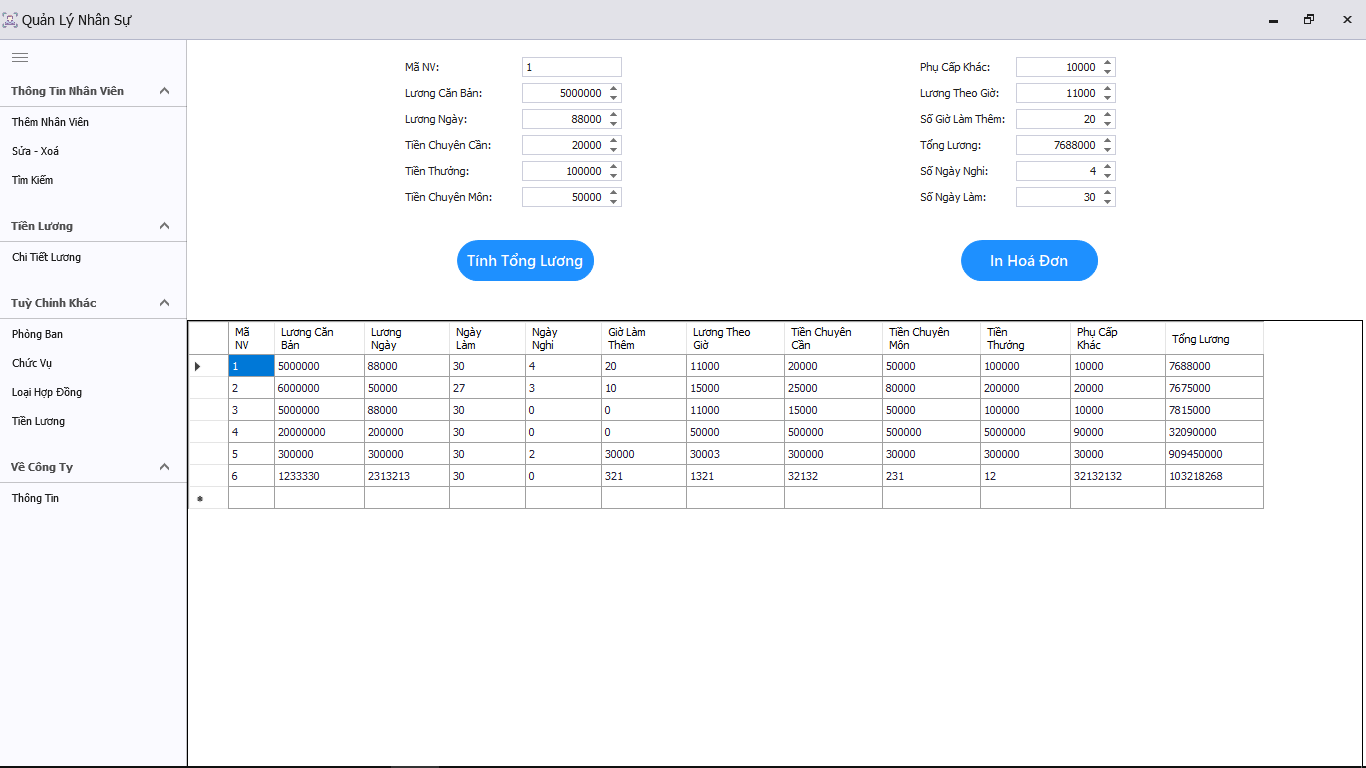 Quản Lý Nhân Sự
Thông Tin Nhân Viên
Thêm Nhân Viên
Sửa - Xoá
Tìm Kiếm
Tiền Lương
Chi Tiết Lương
Tuỳ Chỉnh Khác
Phòng Ban
Chức Vụ
Loại Hợp Đồng
Tiền Lương
Về Công Ty
Thông Tin
Mã NV: 1
Lương Căn Bản: 5000000
Lương Ngày: 88000
Tiền Chuyên Cần: 20000
Tiền Thưởng: 100000
Tiền Chuyên Môn: 50000
Phụ Cấp Khác: 10000
Lương Theo Giờ: 11000
Số Giờ Làm Thêm: 20
Tổng Lương: 7688000
Số Ngày Nghỉ: 4
Số Ngày Làm: 30
Tính Tổng Lương
In Hoá Đơn
Mã NV Lương Căn Bản Lương Ngày Ngày Làm Ngày Nghỉ Giờ Làm Thêm Lương Theo Giờ Tiền Chuyên Cần Tiền Chuyên Môn Tiền Thưởng Phụ Cấp Khác Tổng Lương
1 5000000 88000 30 4 20 11000 20000 50000 100000 10000 7688000
2 6000000 50000 27 3 10 15000 25000 80000 200000 20000 7675000
3 5000000 88000 30 0 0 11000 15000 50000 100000 10000 7815000
4 20000000 200000 30 0 0 50000 500000 500000 5000000 90000 32090000
5 300000 300000 30 2 30000 30003 300000 30000 300000 30000 909450000
6 1233330 2313213 30 0 321 1321 32132 231 12 32132132 103218268